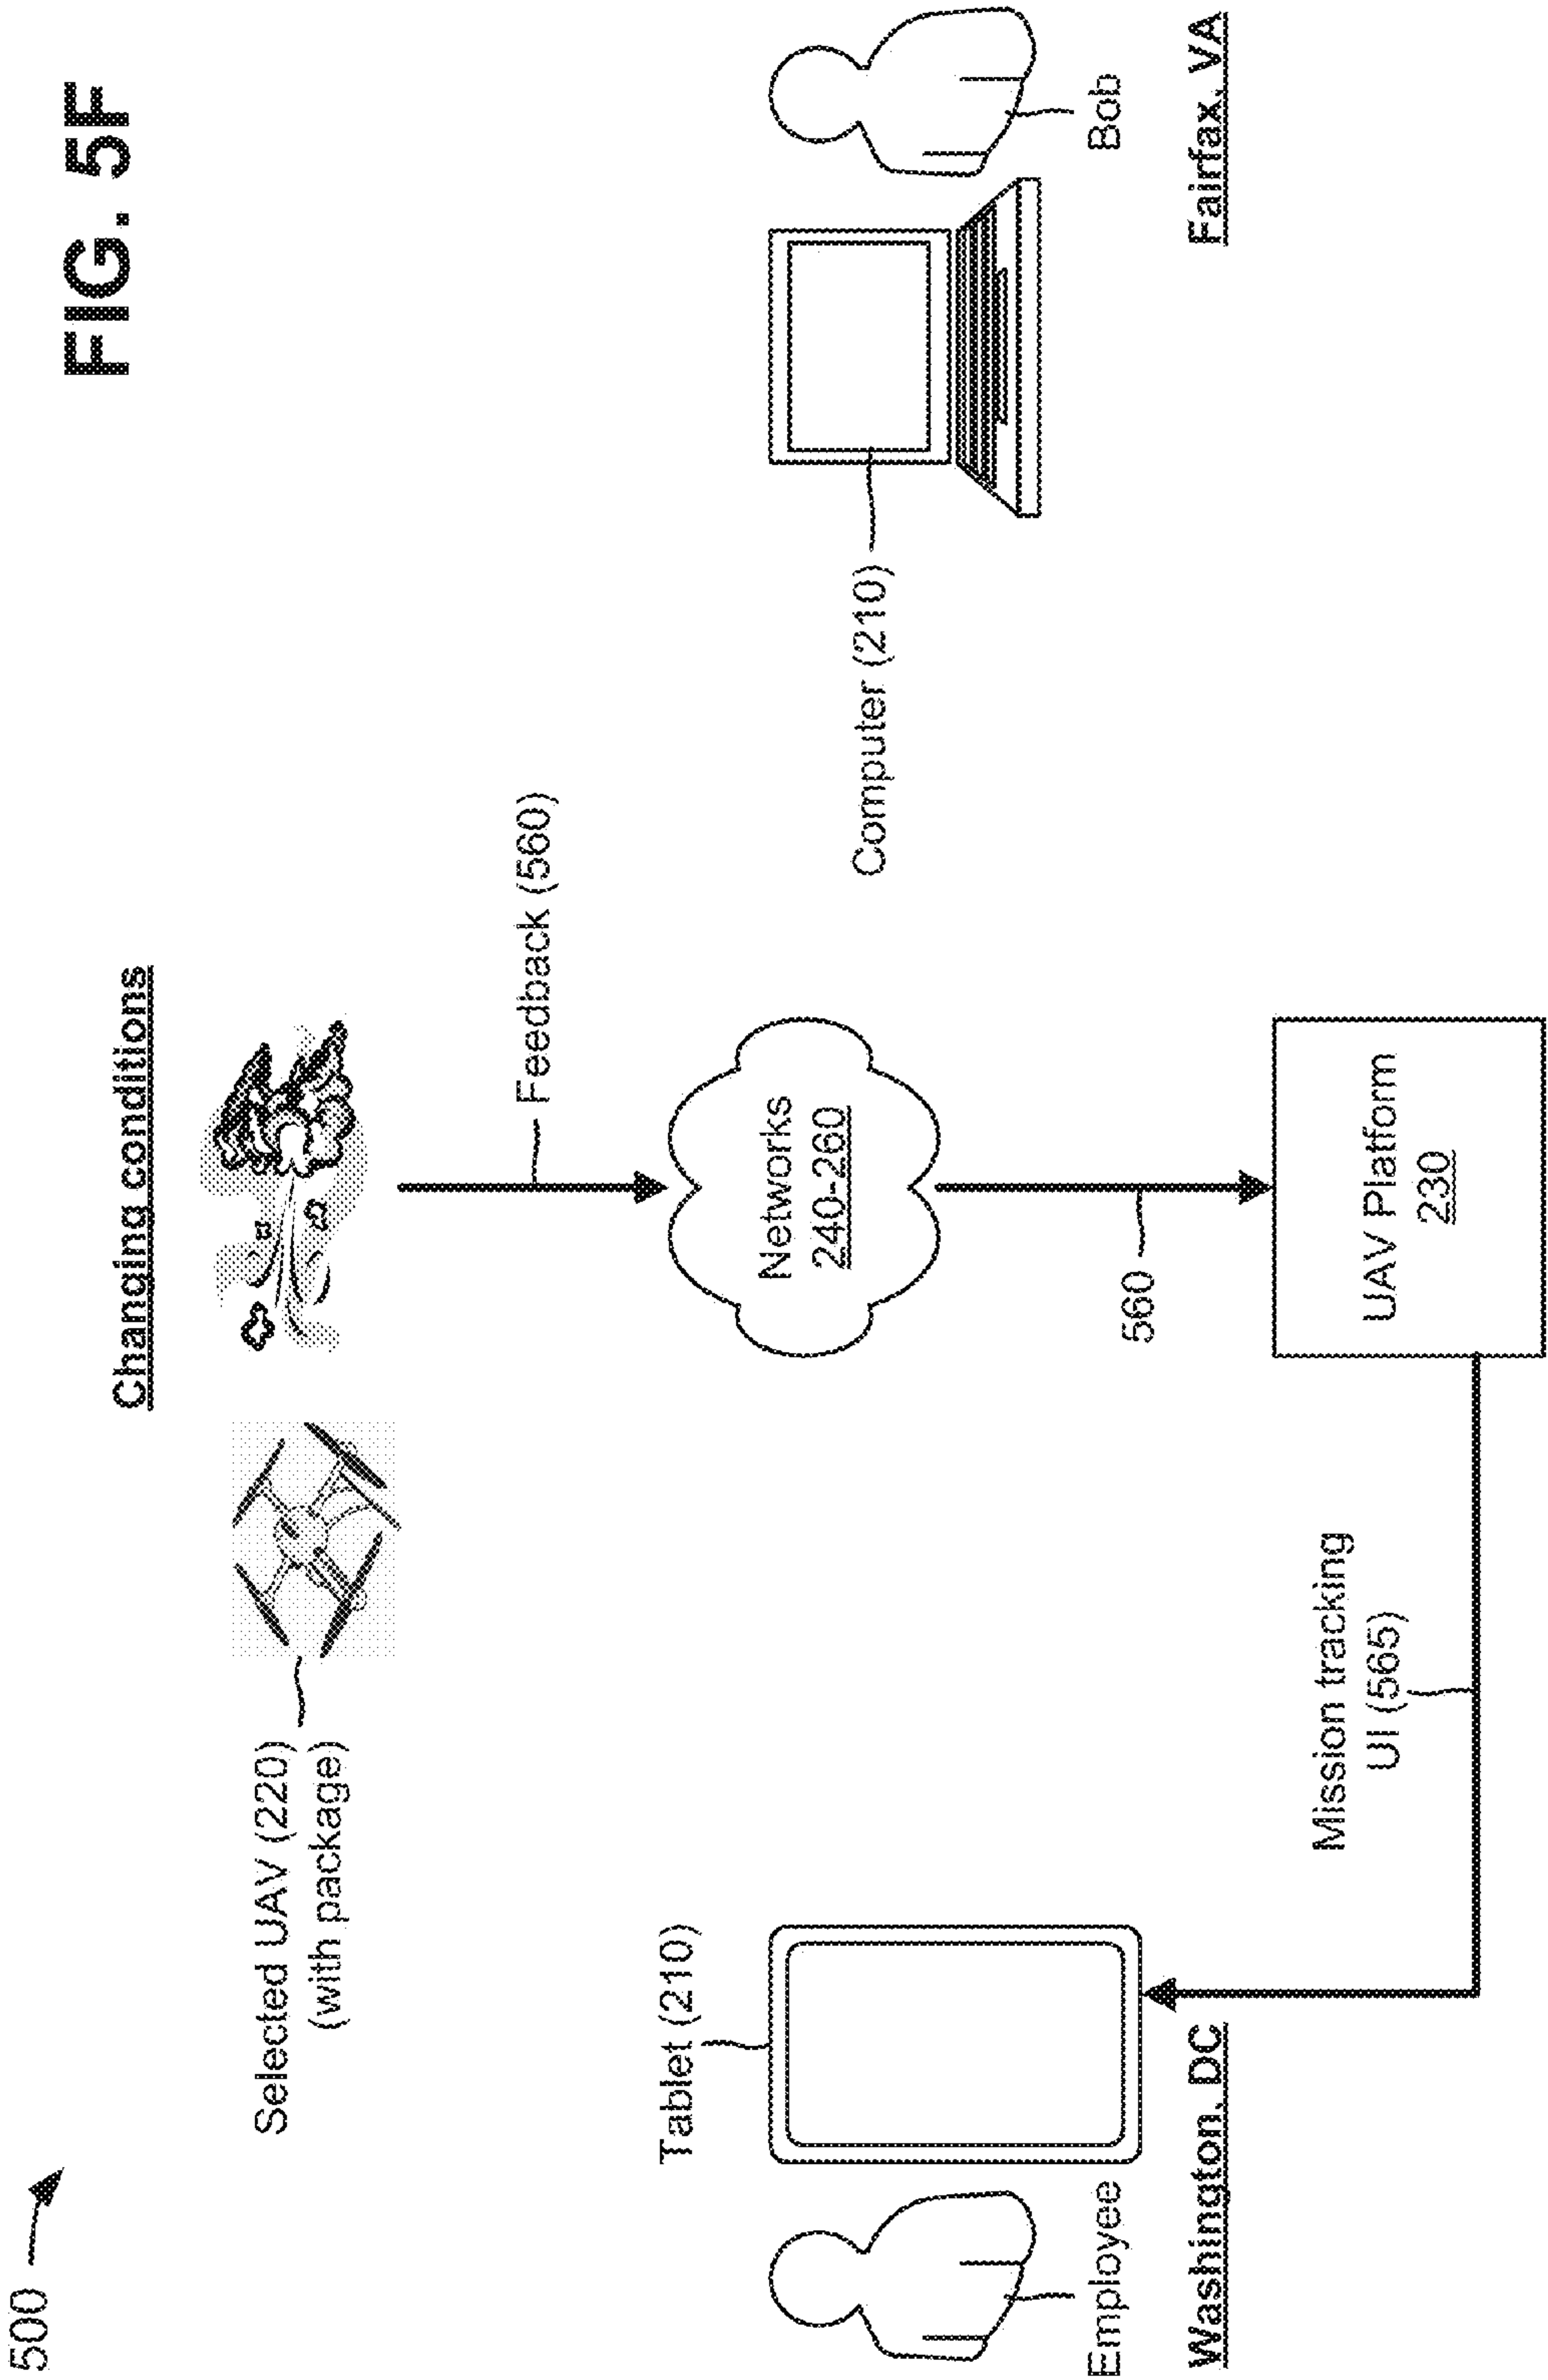 500
Changing conditions
FIG. 5F
Selected UAV (220)
(with package)
Feedback (560)
Tablet (210)
Networks
240-260
Computer (210)
Employee
Bob
Washington, DC
560
Fairfax, VA
Mission tracking
UI (565)
UAV Platform
230